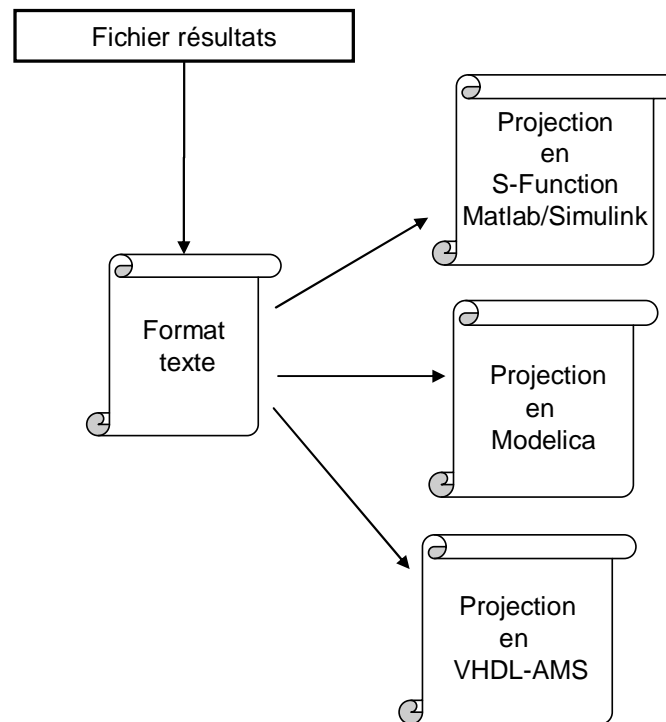 Fichier résultats
Projection
en
S-Function
Matlab/Simulink
Format
texte
Projection
en
Modelica
Projection
en
VHDL-AMS